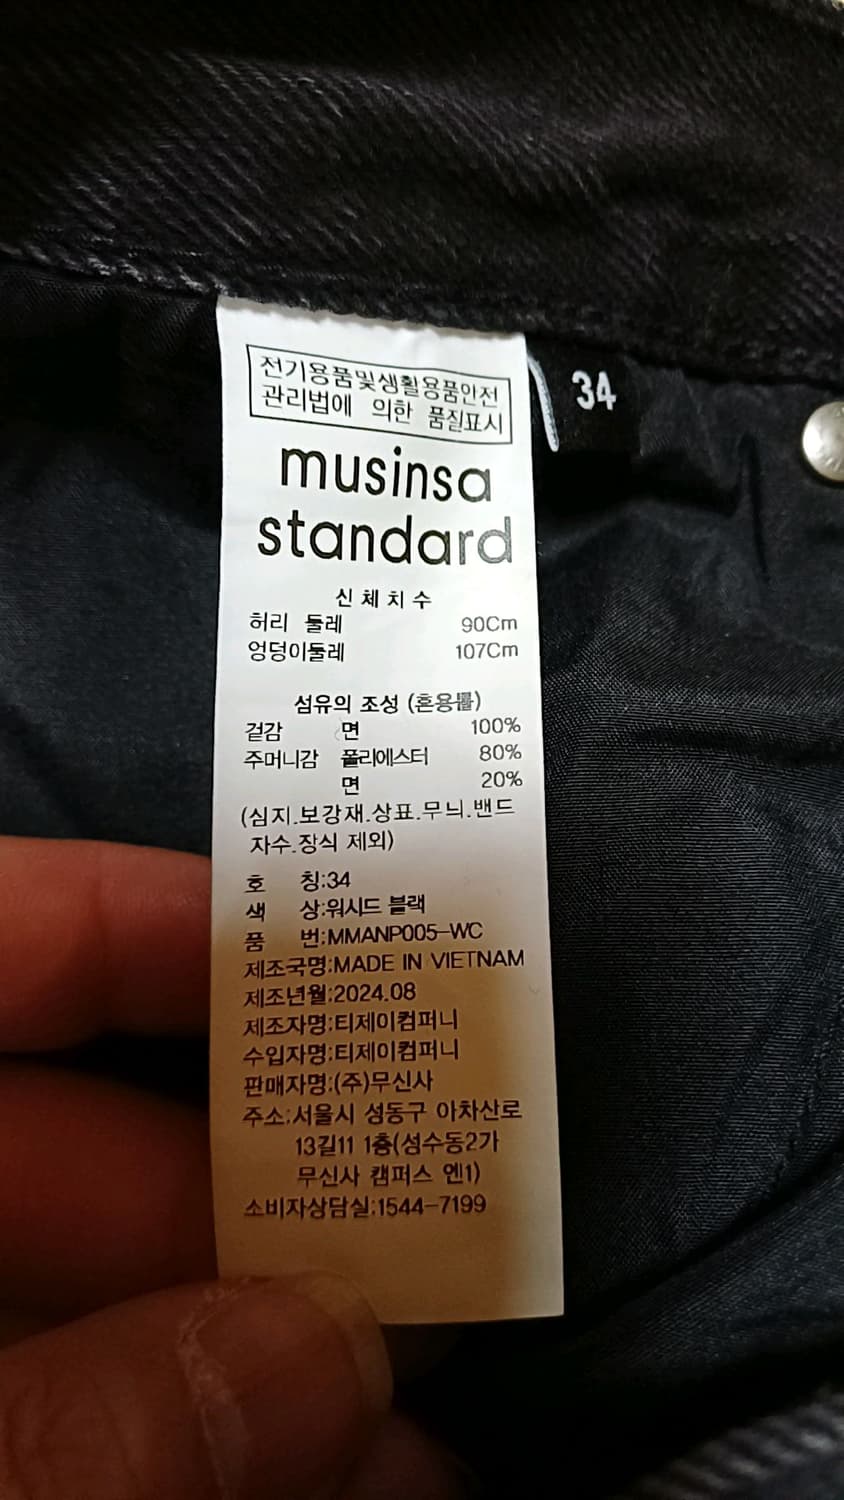 전기용품및생활용품안전
관리법에 의한 품질표시
34
musinsa
standard
신체치수
허리 둘레 90Cm
엉덩이둘레 107Cm
섬유의 조성 (혼용률)
겉감 면 100%
주머니감 폴리에스터 80%
면 20%
(심지.보강재.상표.무늬.밴드
자수.장식 제외)
호 칭:34
색 상:워시드 블랙
품 번:MMANP005-WC
제조국명:MADE IN VIETNAM
제조년월:2024.08
제조자명:티제이컴퍼니
수입자명:티제이컴퍼니
판매자명:(주)무신사
주소:서울시 성동구 아차산로
13길11 1층(성수동2가
무신사 캠퍼스 엔1)
소비자상담실:1544-7199